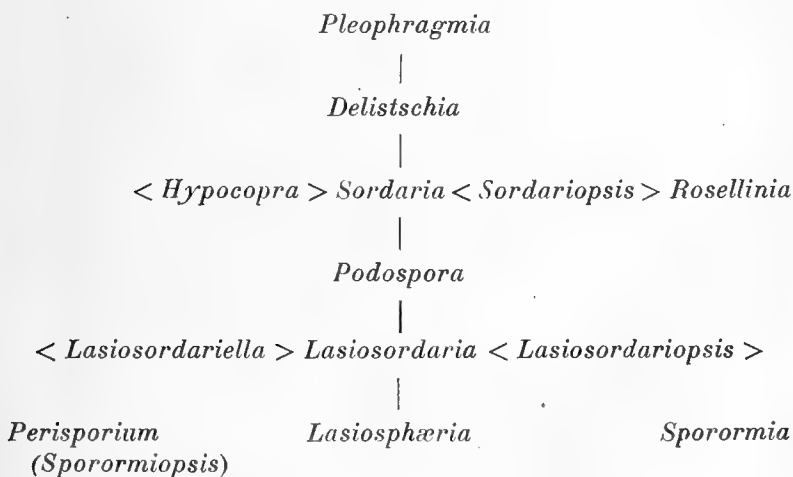 Pleophragmia
|
Delistschia
|
< Hypocopra > Sordaria < Sordariopsis > Rosellinia
|
Podospora
|
< Lasiosordariella > Lasiosordaria < Lasiosordariopsis >
|
Perisporium Lasiosphæria Sporormia
(Sporormiopsis)